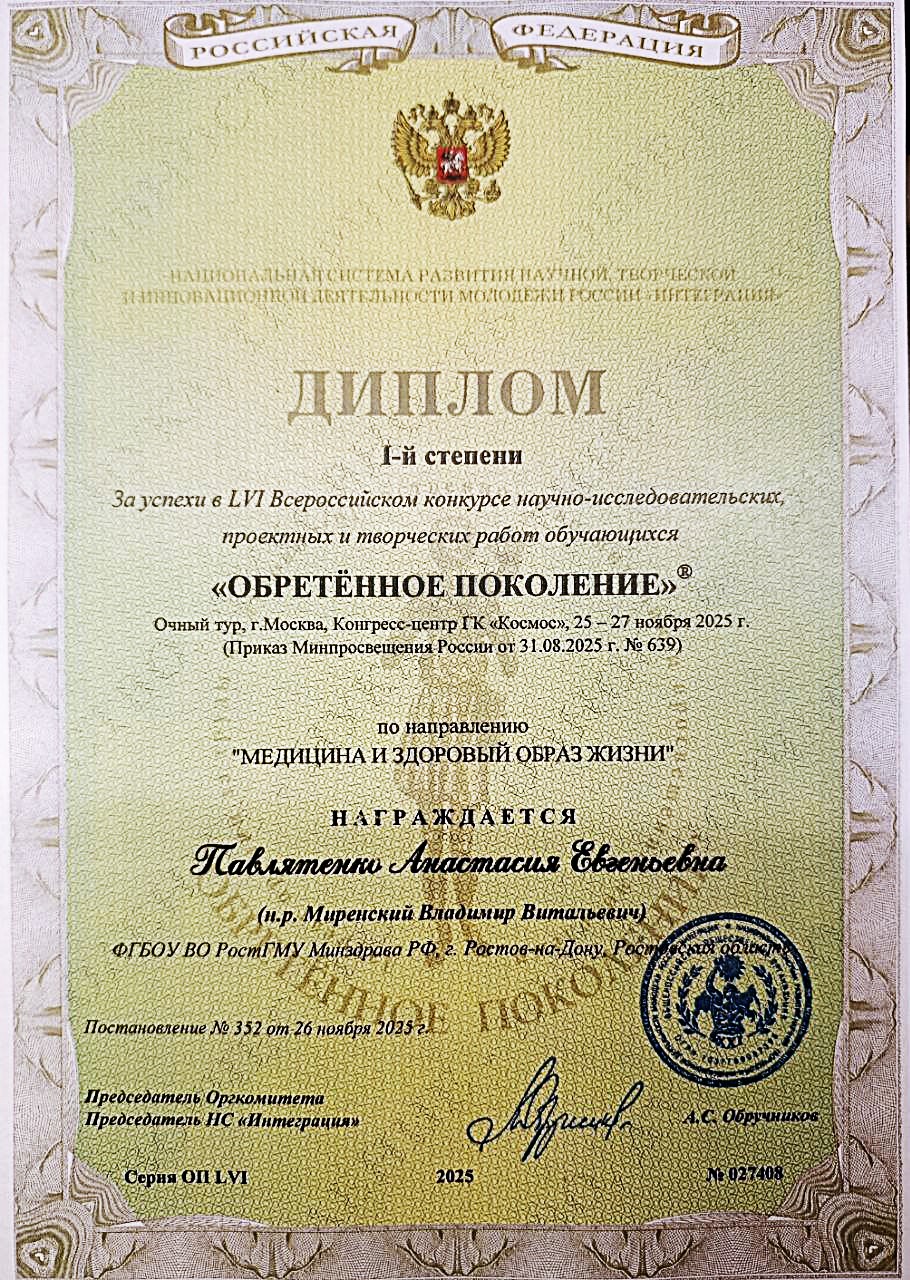 РОССИЙСКАЯ ФЕДЕРАЦИЯ
НАЦИОНАЛЬНАЯ СИСТЕМА РАЗВИТИЯ НАУЧНОЙ, ТВОРЧЕСКОЙ
И ИННОВАЦИОННОЙ ДЕЯТЕЛЬНОСТИ МОЛОДЁЖИ РОССИИ «ИНТЕГРАЦИЯ»
ДИПЛОМ
I-й степени
За успехи в LVI Всероссийском конкурсе научно-исследовательских,
проектных и творческих работ обучающихся
«ОБРЕТЁННОЕ ПОКОЛЕНИЕ»®
Очный тур, г.Москва, Конгресс-центр ГК «Космос», 25 – 27 ноября 2025 г.
(Приказ Минпросвещения России от 31.08.2025 г. № 639)
по направлению
"МЕДИЦИНА И ЗДОРОВЫЙ ОБРАЗ ЖИЗНИ"
НАГРАЖДАЕТСЯ
Павлятенко Анастасия Евгеньевна
(н.р. Миренский Владимир Витальевич)
ФГБОУ ВО РостГМУ Минздрава РФ, г. Ростов-на-Дону, Ростовская область
ОБРЕТЕННОЕ ПОКОЛЕНИЕ
Постановление № 352 от 26 ноября 2025 г.
XXI
Председатель Оргкомитета
Председатель НС «Интеграция»
А.С. Обручников
Серия ОП LVI
2025
№ 027408